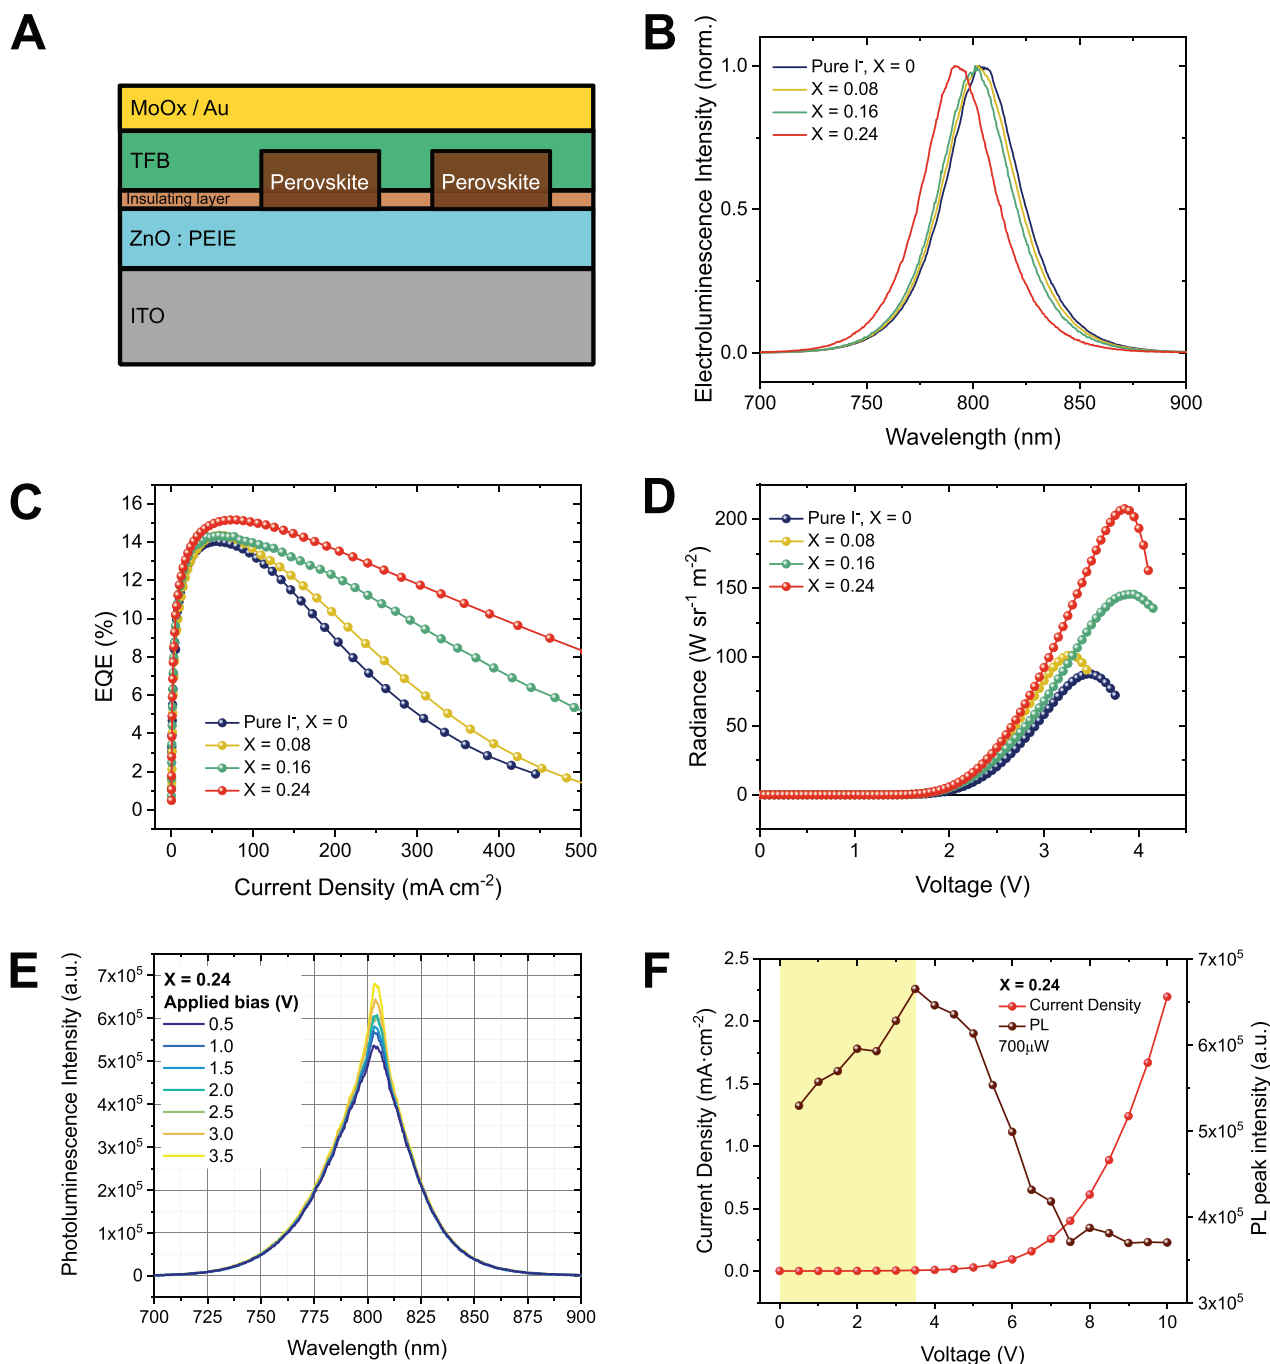 A
MoOx / Au
TFB
Perovskite
Perovskite
Insulating layer
ZnO : PEIE
ITO
B
Electroluminescence Intensity (norm.)
1.0
0.5
0.0
Pure I⁻, X = 0
X = 0.08
X = 0.16
X = 0.24
700
750
800
850
900
Wavelength (nm)
C
EQE (%)
16
14
12
10
8
6
4
2
0
Pure I⁻, X = 0
X = 0.08
X = 0.16
X = 0.24
0
100
200
300
400
500
Current Density (mA cm⁻²)
D
Radiance (W sr⁻¹ m⁻²)
200
150
100
50
0
Pure I⁻, X = 0
X = 0.08
X = 0.16
X = 0.24
0
1
2
3
4
Voltage (V)
E
Photoluminescence Intensity (a.u.)
7x10⁵
6x10⁵
5x10⁵
4x10⁵
3x10⁵
2x10⁵
1x10⁵
0
X = 0.24
Applied bias (V)
0.5
1.0
1.5
2.0
2.5
3.0
3.5
700
725
750
775
800
825
850
875
900
Wavelength (nm)
F
Current Density (mA·cm⁻²)
2.5
2.0
1.5
1.0
0.5
0.0
X = 0.24
Current Density
PL
700µW
7x10⁵
6x10⁵
5x10⁵
4x10⁵
3x10⁵
PL peak intensity (a.u.)
0
2
4
6
8
10
Voltage (V)